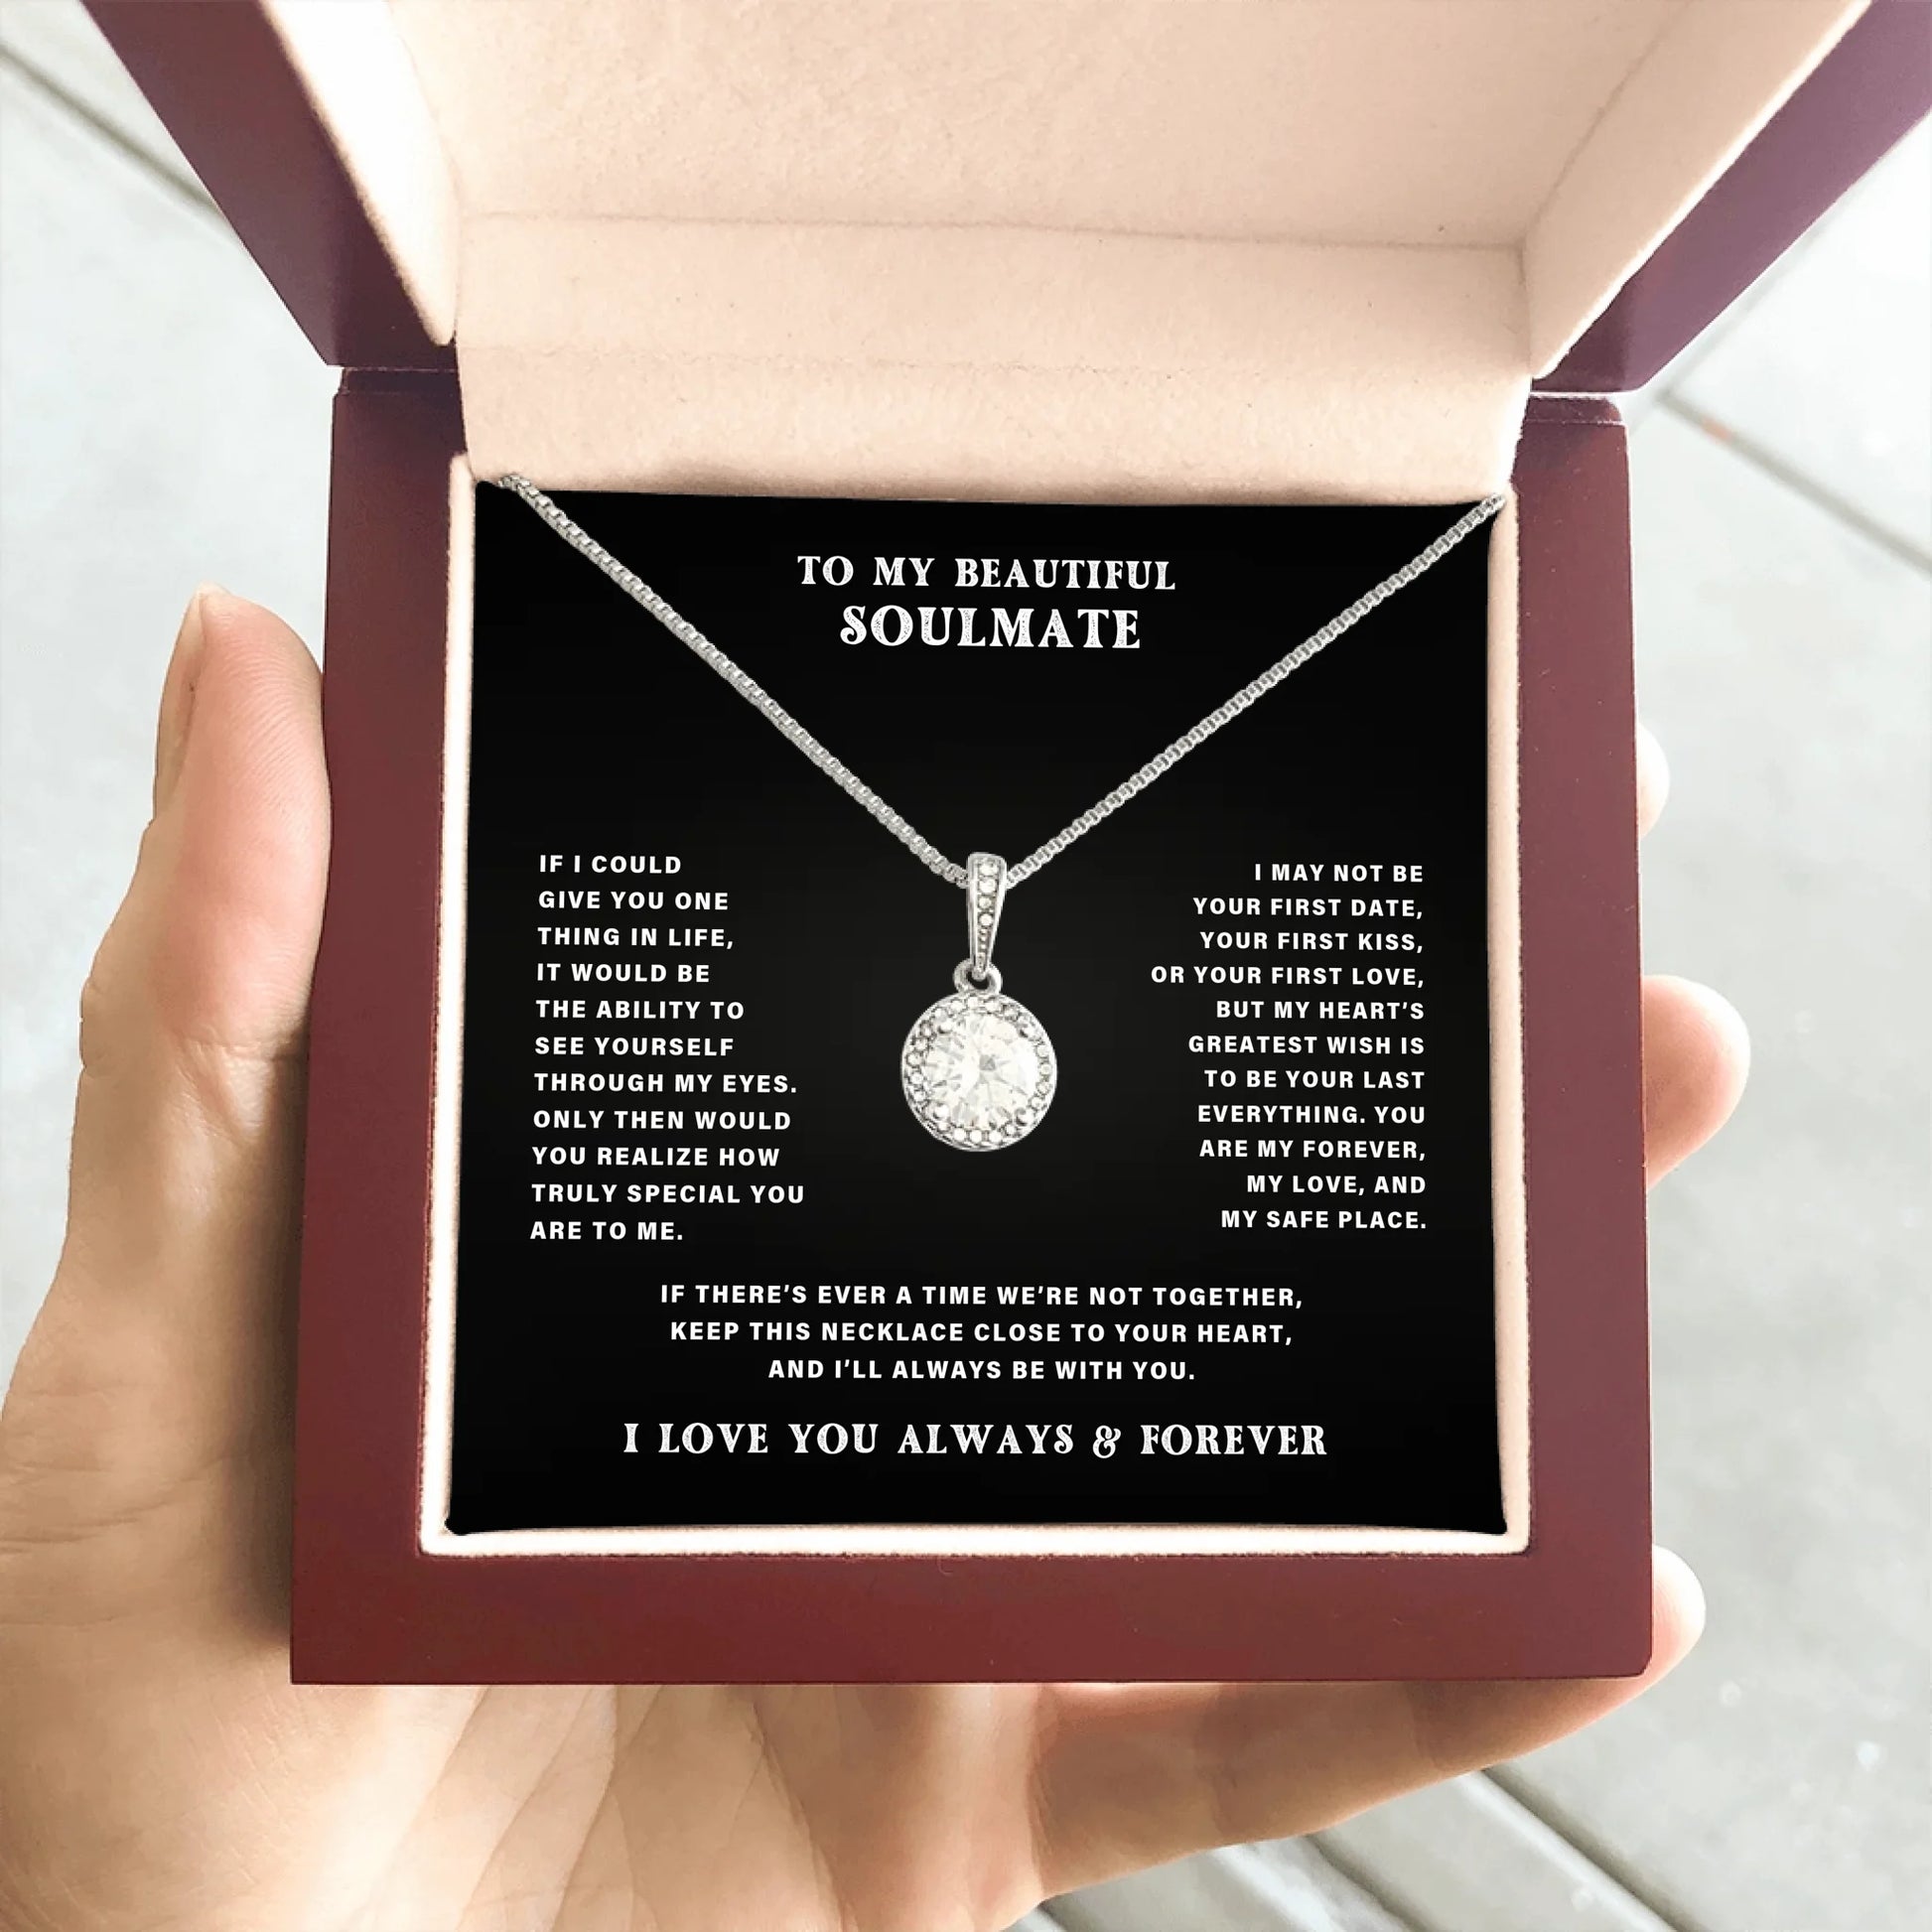 TO MY BEAUTIFUL
SOULMATE
IF I COULD
GIVE YOU ONE
THING IN LIFE,
IT WOULD BE
THE ABILITY TO
SEE YOURSELF
THROUGH MY EYES.
ONLY THEN WOULD
YOU REALIZE HOW
TRULY SPECIAL YOU
ARE TO ME.
I MAY NOT BE
YOUR FIRST DATE,
YOUR FIRST KISS,
OR YOUR FIRST LOVE,
BUT MY HEART’S
GREATEST WISH IS
TO BE YOUR LAST
EVERYTHING. YOU
ARE MY FOREVER,
MY LOVE, AND
MY SAFE PLACE.
IF THERE’S EVER A TIME WE’RE NOT TOGETHER,
KEEP THIS NECKLACE CLOSE TO YOUR HEART,
AND I’LL ALWAYS BE WITH YOU.
I LOVE YOU ALWAYS & FOREVER